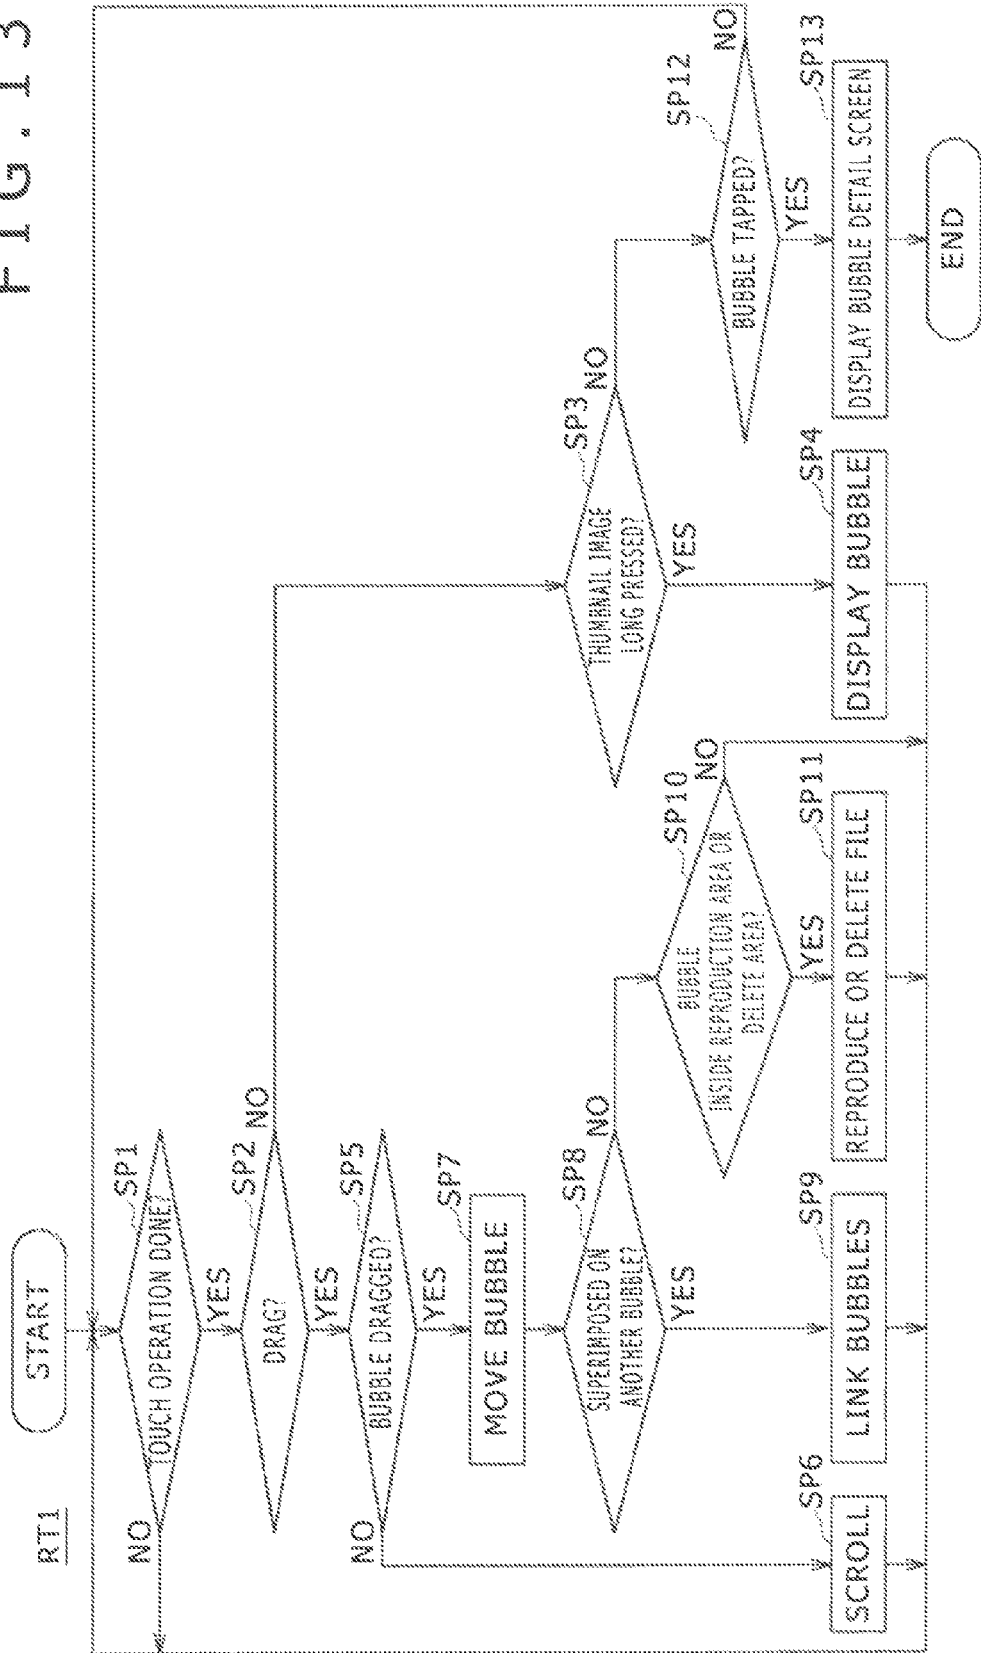 FIG.13
RT1
START
SP1
TOUCH OPERATION DONE?
NO
YES
SP2
DRAG?
NO
YES
SP5
BUBBLE DRAGGED?
NO
YES
SP7
MOVE BUBBLE
SP8
SUPERIMPOSED ON
ANOTHER BUBBLE?
NO
YES
SP3
THUMBNAIL IMAGE
LONG PRESSED?
NO
YES
SP10
BUBBLE
INSIDE REPRODUCTION AREA OR
DELETE AREA?
NO
YES
SP12
BUBBLE TAPPED?
NO
YES
SP6
SCROLL
SP9
LINK BUBBLES
SP11
REPRODUCE OR DELETE FILE
SP4
DISPLAY BUBBLE
SP13
DISPLAY BUBBLE DETAIL SCREEN
END